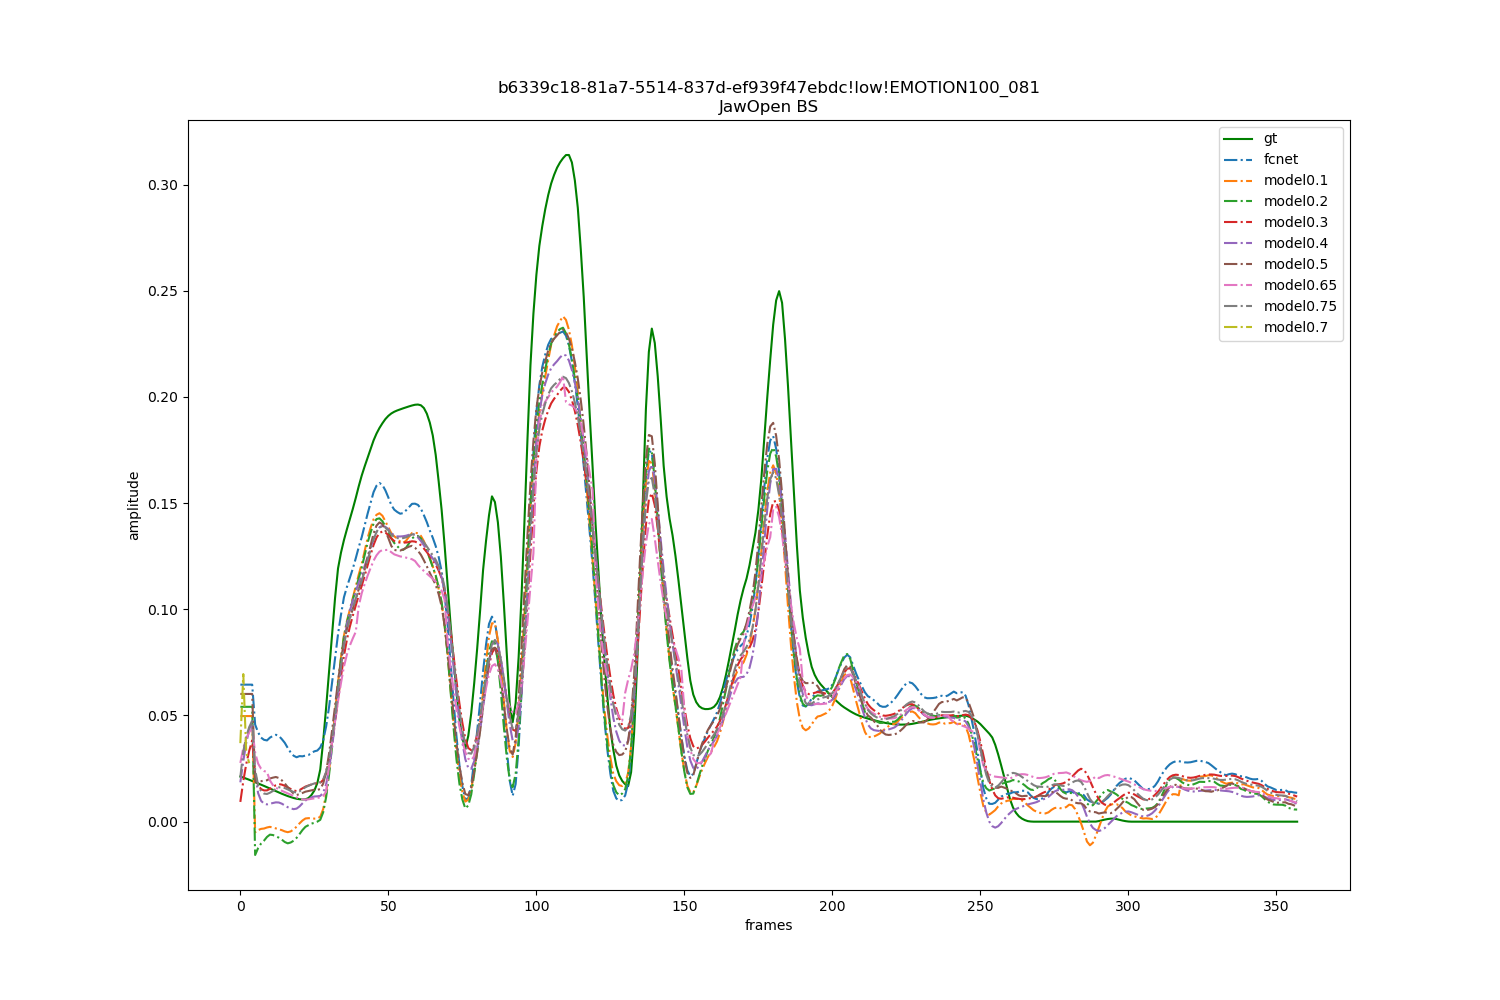 b6339c18-81a7-5514-837d-ef939f47ebdc!low!EMOTION100_081
JawOpen BS
gt
fcnet
model0.1
model0.2
model0.3
model0.4
model0.5
model0.65
model0.75
model0.7
0.30
0.25
0.20
0.15
0.10
0.05
0.00
amplitude
0
50
100
150
200
250
300
350
frames